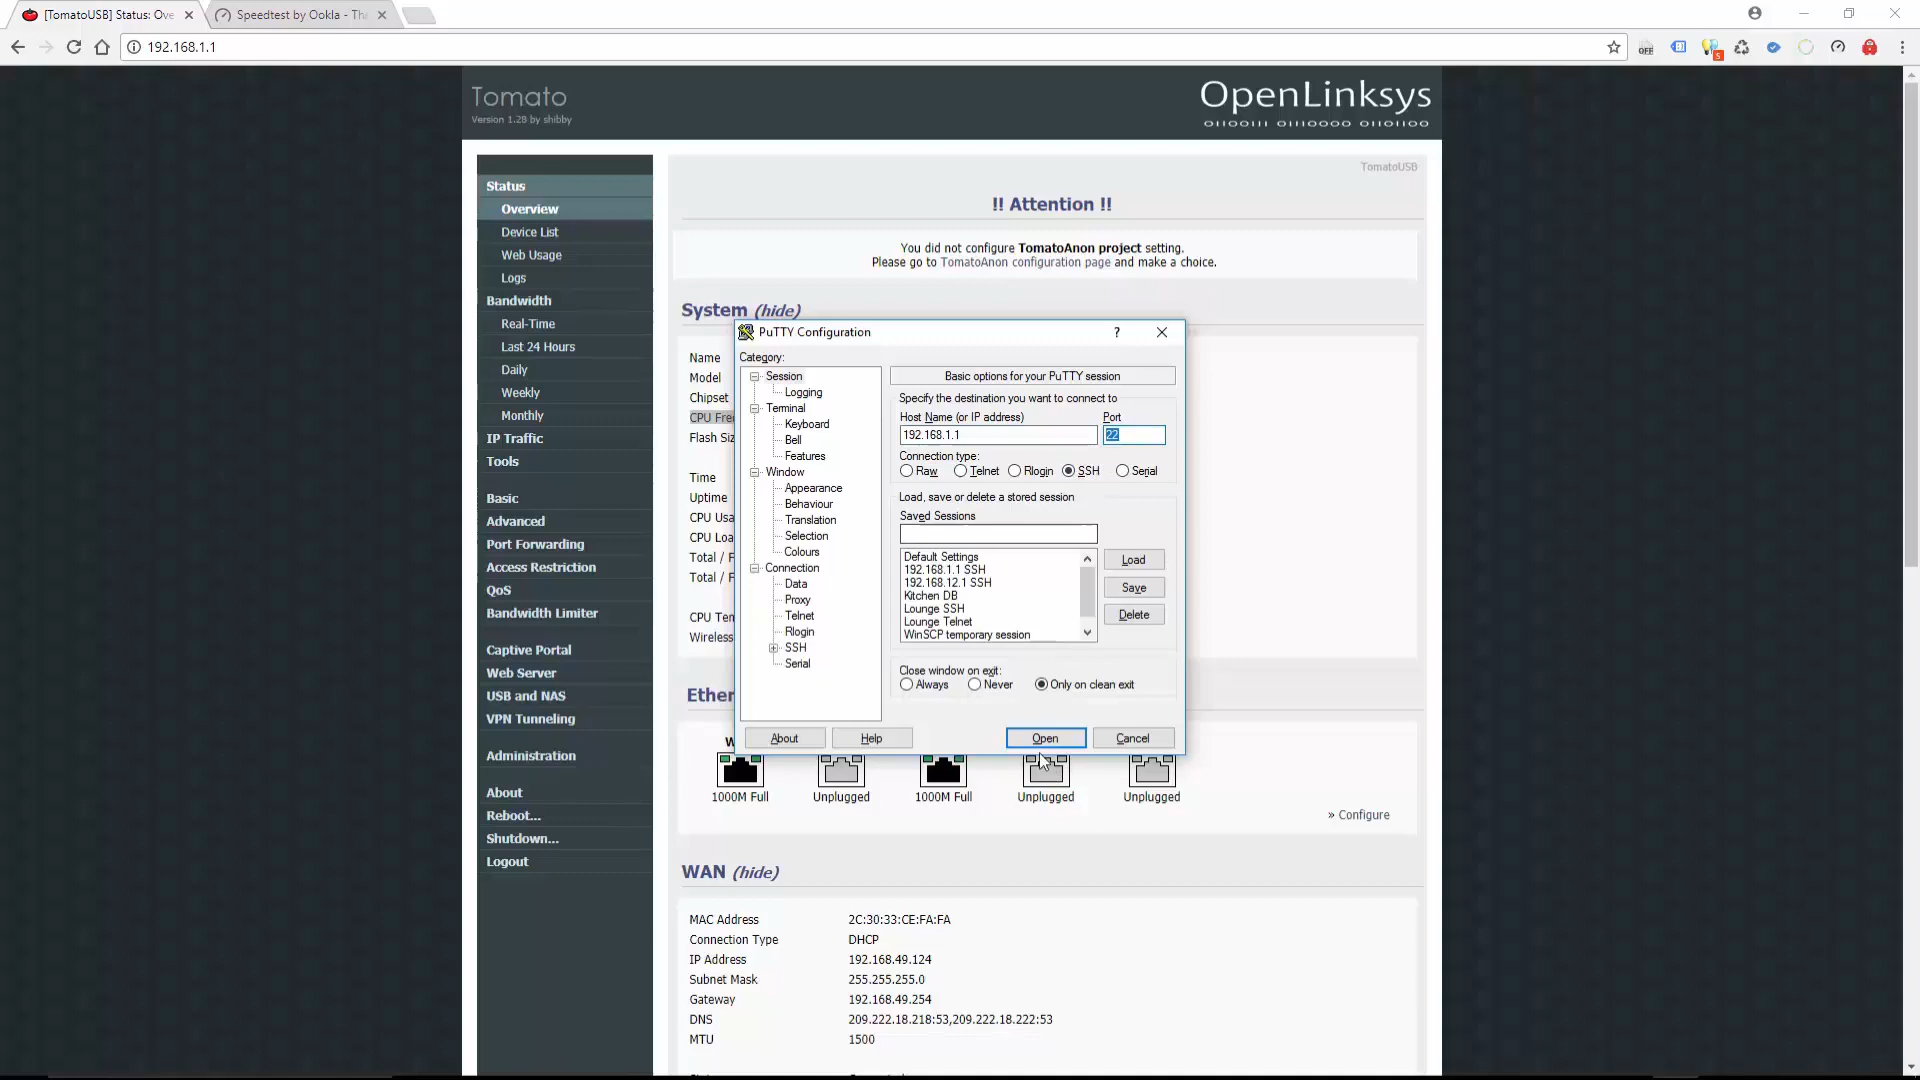 [TomatoUSB] Status: Ove
Speedtest by Ookla - Th
192.168.1.1
OFF
5
Tomato
Version 1.28 by shibby
OpenLinksys
01100111 01110000 01101100
Status
Overview
Device List
Web Usage
Logs
Bandwidth
Real-Time
Last 24 Hours
Daily
Weekly
Monthly
IP Traffic
Tools
Basic
Advanced
Port Forwarding
Access Restriction
QoS
Bandwidth Limiter
Captive Portal
Web Server
USB and NAS
VPN Tunneling
Administration
About
Reboot...
Shutdown...
Logout
TomatoUSB
!! Attention !!
You did not configure TomatoAnon project setting.
Please go to TomatoAnon configuration page and make a choice.
System (hide)
Name
Model
Chipset
CPU Fre
Flash Siz
Time
Uptime
CPU Usa
CPU Loa
Total / F
Total / F
CPU Tem
Wireless
PuTTY Configuration
?
Category:
Session
Logging
Terminal
Keyboard
Bell
Features
Window
Appearance
Behaviour
Translation
Selection
Colours
Connection
Data
Proxy
Telnet
Rlogin
SSH
Serial
Basic options for your PuTTY session
Specify the destination you want to connect to
Host Name (or IP address) Port
192.168.1.1 22
Connection type:
Raw Telnet Rlogin SSH Serial
Load, save or delete a stored session
Saved Sessions
Default Settings
192.168.1.1 SSH
192.168.12.1 SSH
Kitchen DB
Lounge SSH
Lounge Telnet
WinSCP temporary session
Load
Save
Delete
Close window on exit:
Always Never Only on clean exit
About Help Open Cancel
Ether
W
1000M Full Unplugged 1000M Full Unplugged Unplugged
» Configure
WAN (hide)
MAC Address 2C:30:33:CE:FA:FA
Connection Type DHCP
IP Address 192.168.49.124
Subnet Mask 255.255.255.0
Gateway 192.168.49.254
DNS 209.222.18.218:53,209.222.18.222:53
MTU 1500